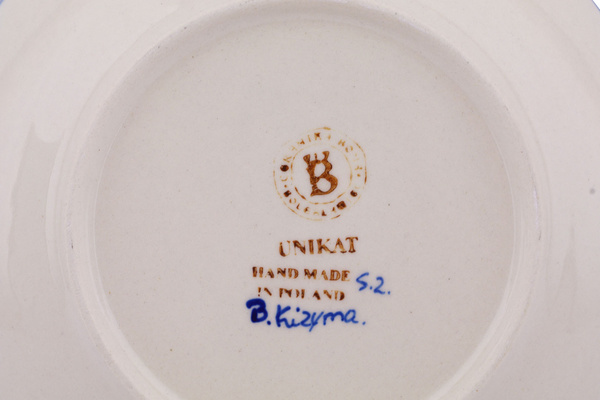 B
UNIKAT
HAND MADE S.2.
IN POLAND
B. Kizyma.